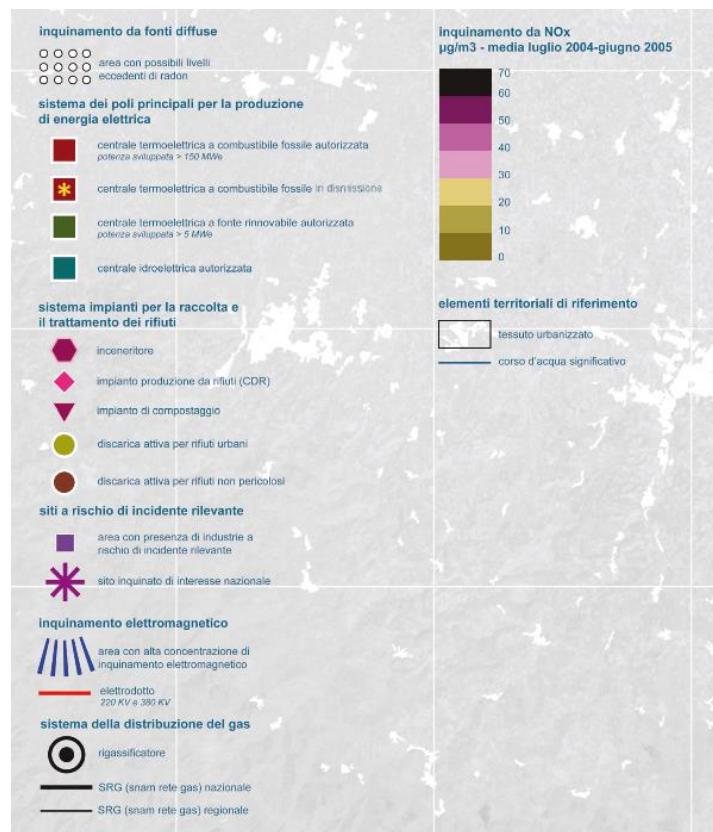 inquinamento da fonti diffuse
area con possibili livelli
eccedenti di radon
sistema dei poli principali per la produzione
di energia elettrica
centrale termoelettrica a combustibile fossile autorizzata
potenza sviluppata > 150 MWe
centrale termoelettrica a combustibile fossile in dismissione
centrale termoelettrica a fonte rinnovabile autorizzata
potenza sviluppata > 5 MWe
centrale idroelettrica autorizzata
sistema impianti per la raccolta e
il trattamento dei rifiuti
inceneritore
impianto produzione da rifiuti (CDR)
impianto di compostaggio
discarica attiva per rifiuti urbani
discarica attiva per rifiuti non pericolosi
siti a rischio di incidente rilevante
area con presenza di industrie a
rischio di incidente rilevante
sito inquinato di interesse nazionale
inquinamento elettromagnetico
area con alta concentrazione di
inquinamento elettromagnetico
elettrodotto
220 KV e 380 KV
sistema della distribuzione del gas
rigassificatore
SRG (snam rete gas) nazionale
SRG (snam rete gas) regionale
inquinamento da NOx
µg/m3 - media luglio 2004-giugno 2005
70
60
50
40
30
20
10
0
elementi territoriali di riferimento
tessuto urbanizzato
corso d'acqua significativo